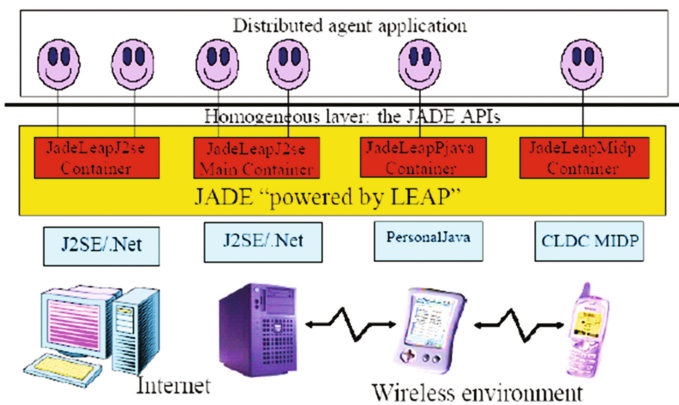 Distributed agent application
Homogeneous layer: the JADE APIs
JadeLeapJ2se
Container
JadeLeapJ2se
Main Container
JadeLeapPjava
Container
JadeLeapMidp
Container
JADE “powered by LEAP”
J2SE/.Net
J2SE/.Net
PersonalJava
CLDC MIDP
Internet
Wireless environment